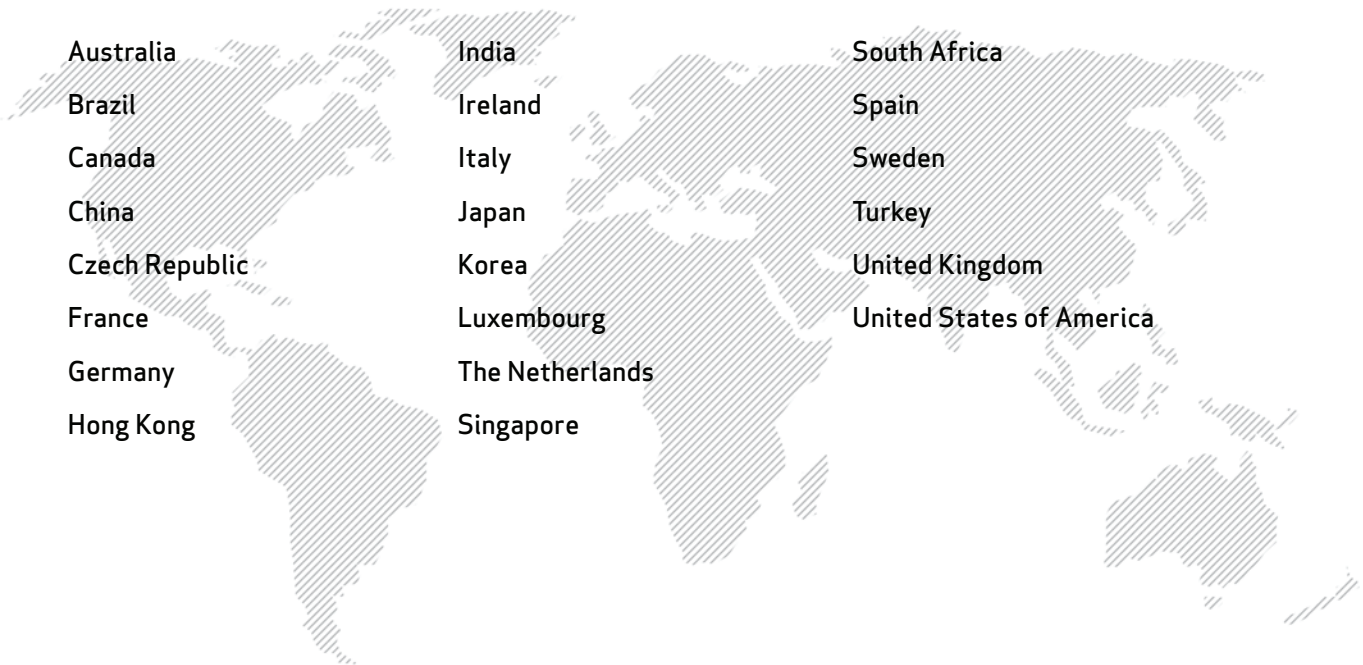 Australia
Brazil
Canada
China
Czech Republic
France
Germany
Hong Kong
India
Ireland
Italy
Japan
Korea
Luxembourg
The Netherlands
Singapore
South Africa
Spain
Sweden
Turkey
United Kingdom
United States of America